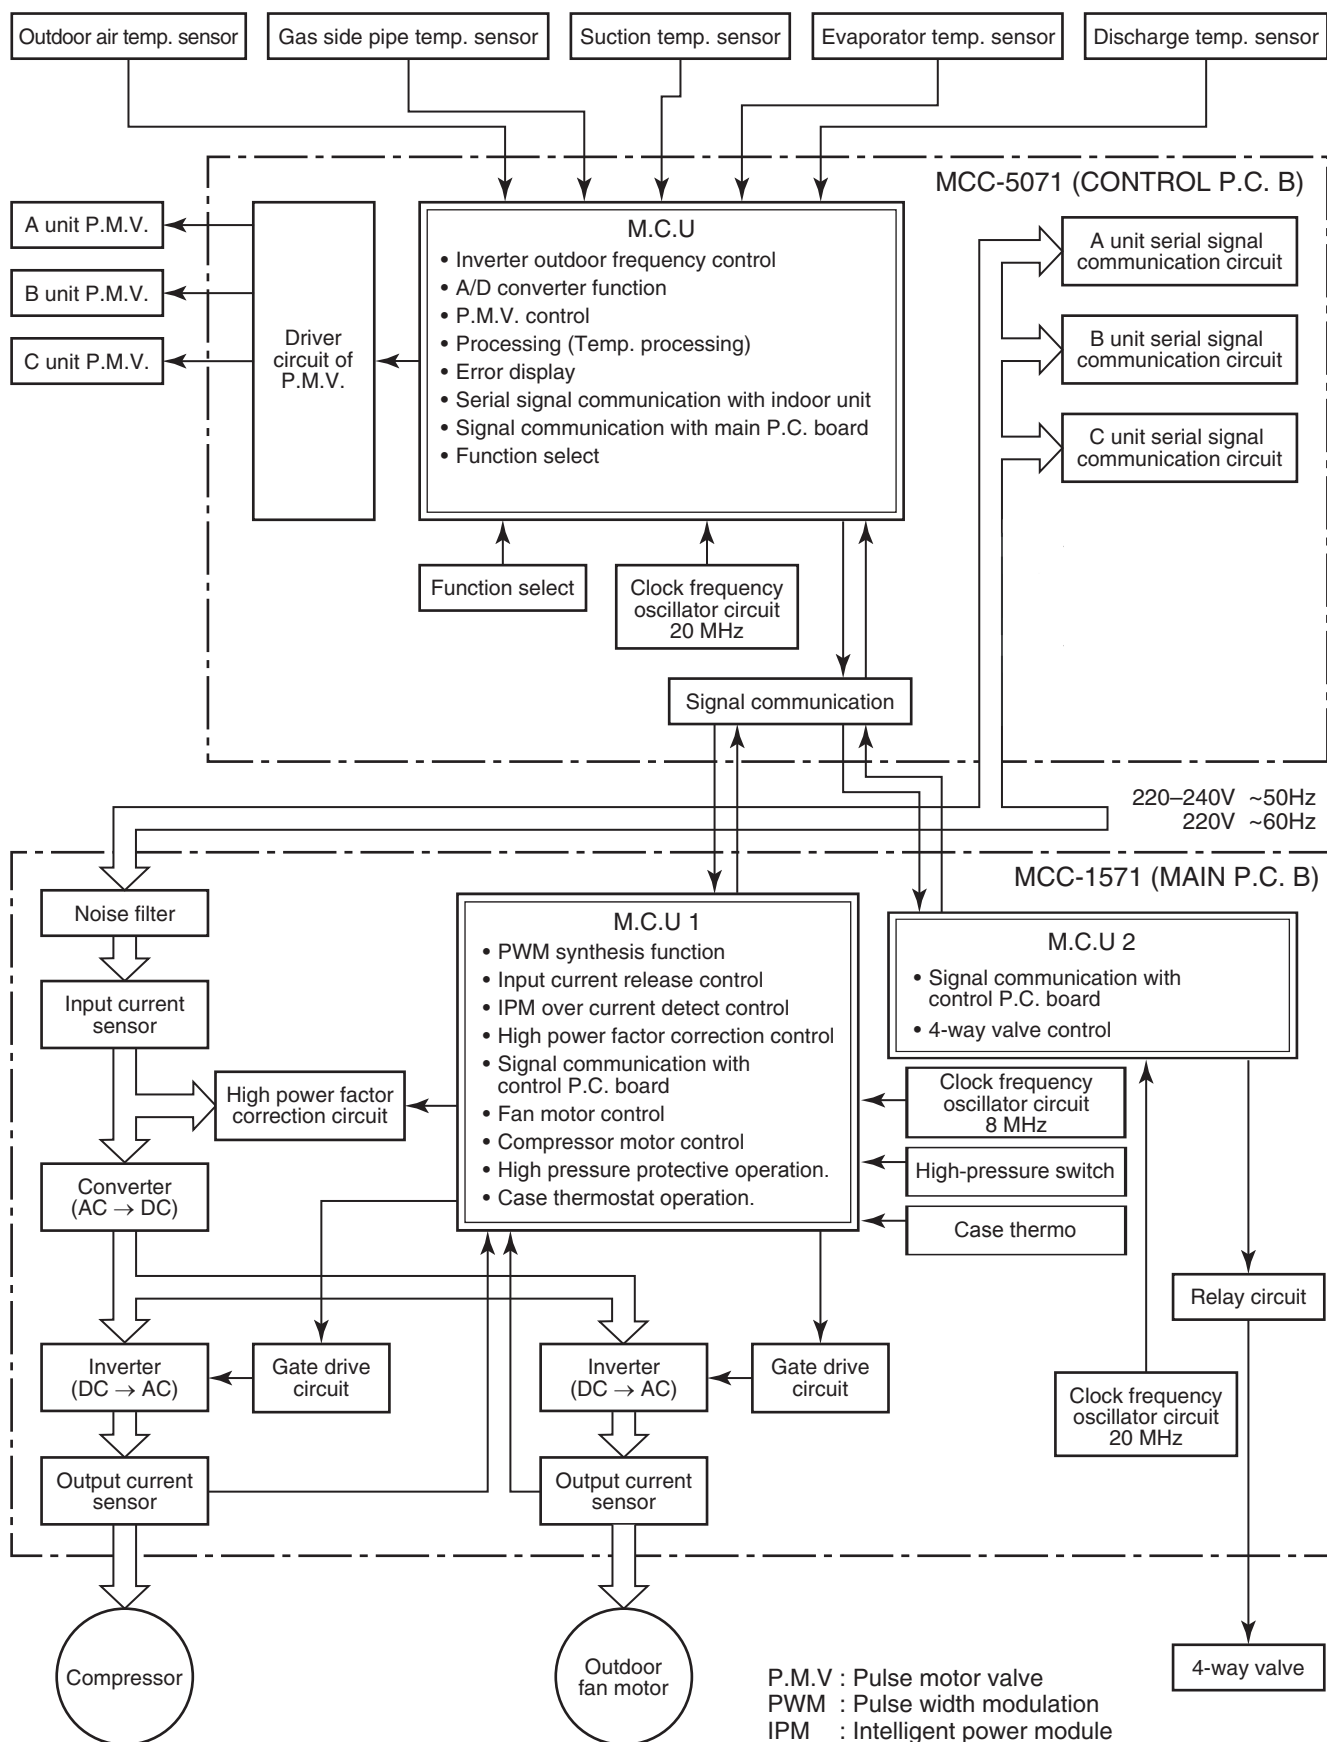 Outdoor air temp. sensor
Gas side pipe temp. sensor
Suction temp. sensor
Evaporator temp. sensor
Discharge temp. sensor
MCC-5071 (CONTROL P.C. B)
A unit P.M.V.
B unit P.M.V.
C unit P.M.V.
Driver
circuit of
P.M.V.
M.C.U
• Inverter outdoor frequency control
• A/D converter function
• P.M.V. control
• Processing (Temp. processing)
• Error display
• Serial signal communication with indoor unit
• Signal communication with main P.C. board
• Function select
A unit serial signal
communication circuit
B unit serial signal
communication circuit
C unit serial signal
communication circuit
Function select
Clock frequency
oscillator circuit
20 MHz
Signal communication
220–240V ~50Hz
220V ~60Hz
MCC-1571 (MAIN P.C. B)
Noise filter
Input current
sensor
High power factor
correction circuit
Converter
(AC → DC)
M.C.U 1
• PWM synthesis function
• Input current release control
• IPM over current detect control
• High power factor correction control
• Signal communication with
control P.C. board
• Fan motor control
• Compressor motor control
• High pressure protective operation.
• Case thermostat operation.
M.C.U 2
• Signal communication with
control P.C. board
• 4-way valve control
Clock frequency
oscillator circuit
8 MHz
High-pressure switch
Case thermo
Relay circuit
Inverter
(DC → AC)
Gate drive
circuit
Inverter
(DC → AC)
Gate drive
circuit
Clock frequency
oscillator circuit
20 MHz
Output current
sensor
Output current
sensor
Compressor
Outdoor
fan motor
4-way valve
P.M.V : Pulse motor valve
PWM : Pulse width modulation
IPM : Intelligent power module